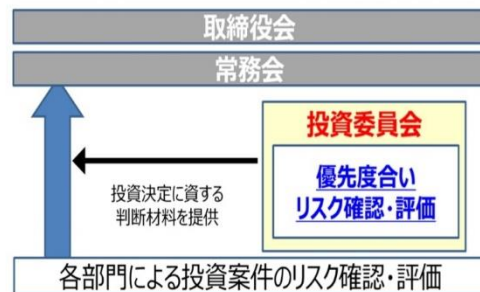 取締役会
常務会
投資委員会
優先度合い
リスク確認・評価
投資決定に資する
判断材料を提供
各部門による投資案件のリスク確認・評価